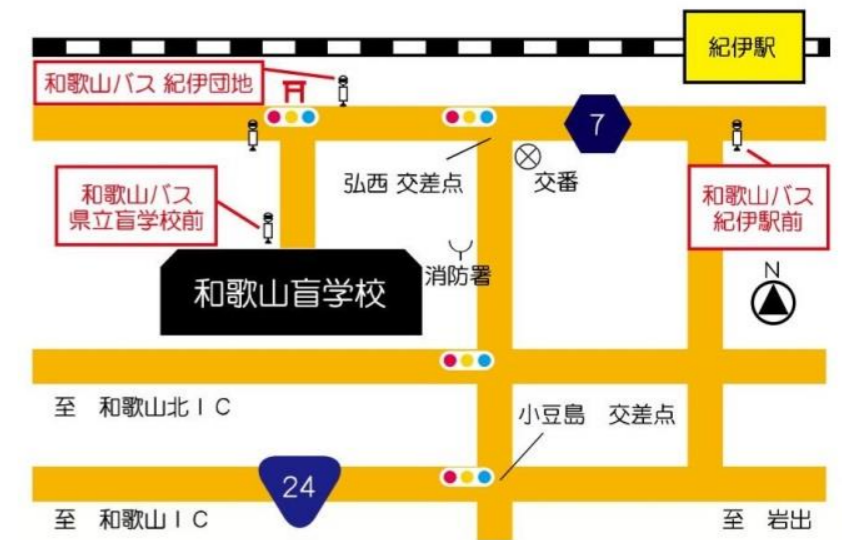 紀伊駅
和歌山バス 紀伊団地
7
弘西 交差点
交番
和歌山バス
県立盲学校前
和歌山バス
紀伊駅前
消防署
N
和歌山盲学校
至 和歌山北IC
小豆島 交差点
24
至 和歌山IC
至 岩出